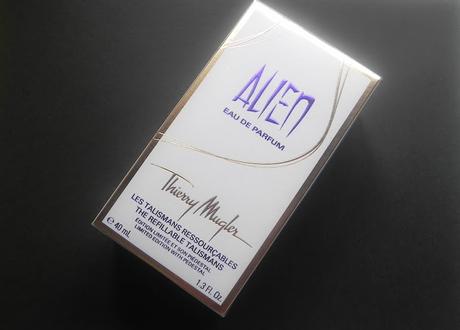 ALIEN
EAU DE PARFUM
Thierry Mugler
LES TALISMANS RESSOURÇABLES
THE REFILLABLE TALISMANS
ÉDITION LIMITÉE ET SON PIÉDESTAL
LIMITED EDITION WITH PEDESTAL
℮ 40 mL 1.3 Fl. Oz.